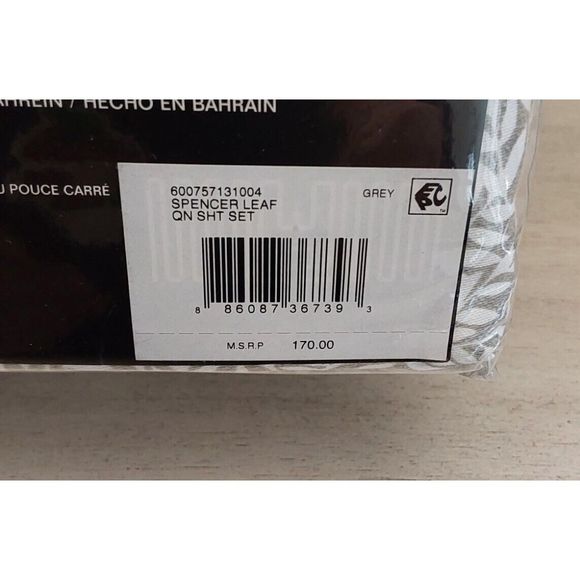 / HECHO EN BAHRAIN
POUCE CARRÉ
600757131004 GREY
SPENCER LEAF
QN SHT SET
8 86087 36739 3
M.S.R.P 170.00